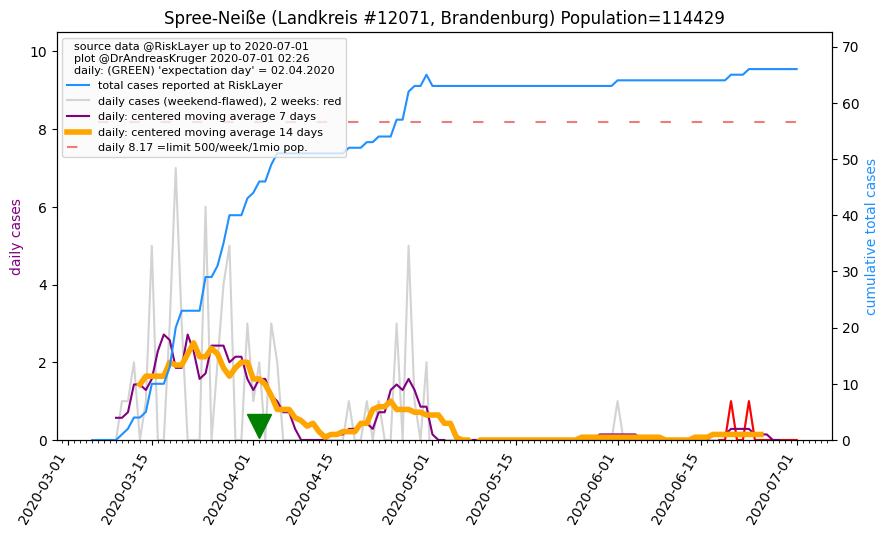 Spree-Neiße (Landkreis #12071, Brandenburg) Population=114429
source data @RiskLayer up to 2020-07-01
plot @DrAndreasKruger 2020-07-01 02:26
daily: (GREEN) 'expectation day' = 02.04.2020
total cases reported at RiskLayer
daily cases (weekend-flawed), 2 weeks: red
daily: centered moving average 7 days
daily: centered moving average 14 days
daily 8.17 =limit 500/week/1mio pop.
daily cases
10
8
6
4
2
0
cumulative total cases
70
60
50
40
30
20
10
0
2020-03-01
2020-03-15
2020-04-01
2020-04-15
2020-05-01
2020-05-15
2020-06-01
2020-06-15
2020-07-01